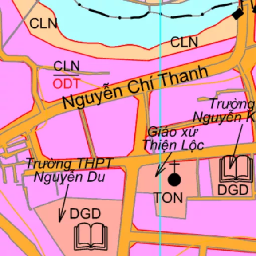 CLN
CLN
CLN
ODT
Nguyễn Chí Thanh
Trường
Nguyễn K
Giáo xứ
Thiện Lộc
Trường THPT
Nguyễn Du
DGD
TON
DGD